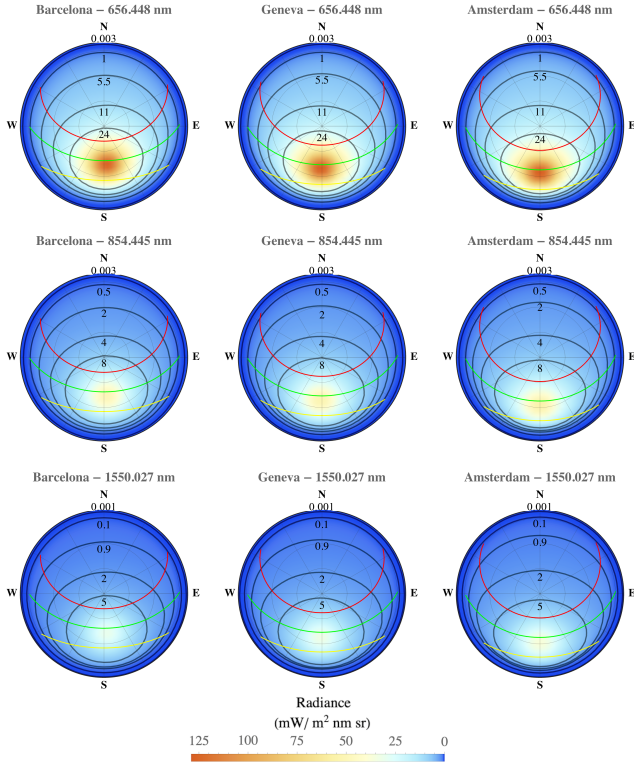 Barcelona – 656.448 nm Geneva – 656.448 nm Amsterdam – 656.448 nm
N N N
0.003 0.003 0.003
1 1 1
5.5 5.5 5.5
11 11 11
W E W E W E
24 24 24
S S S
Barcelona – 854.445 nm Geneva – 854.445 nm Amsterdam – 854.445 nm
N N N
0.003 0.003 0.003
0.5 0.5 0.5
2 2 2
4 4 4
W E W E W E
8 8 8
S S S
Barcelona – 1550.027 nm Geneva – 1550.027 nm Amsterdam – 1550.027 nm
N N N
0.001 0.001 0.001
0.1 0.1 0.1
0.9 0.9 0.9
2 2 2
W E W E W E
5 5 5
S S S
Radiance
(mW/ m² nm sr)
125 100 75 50 25 0